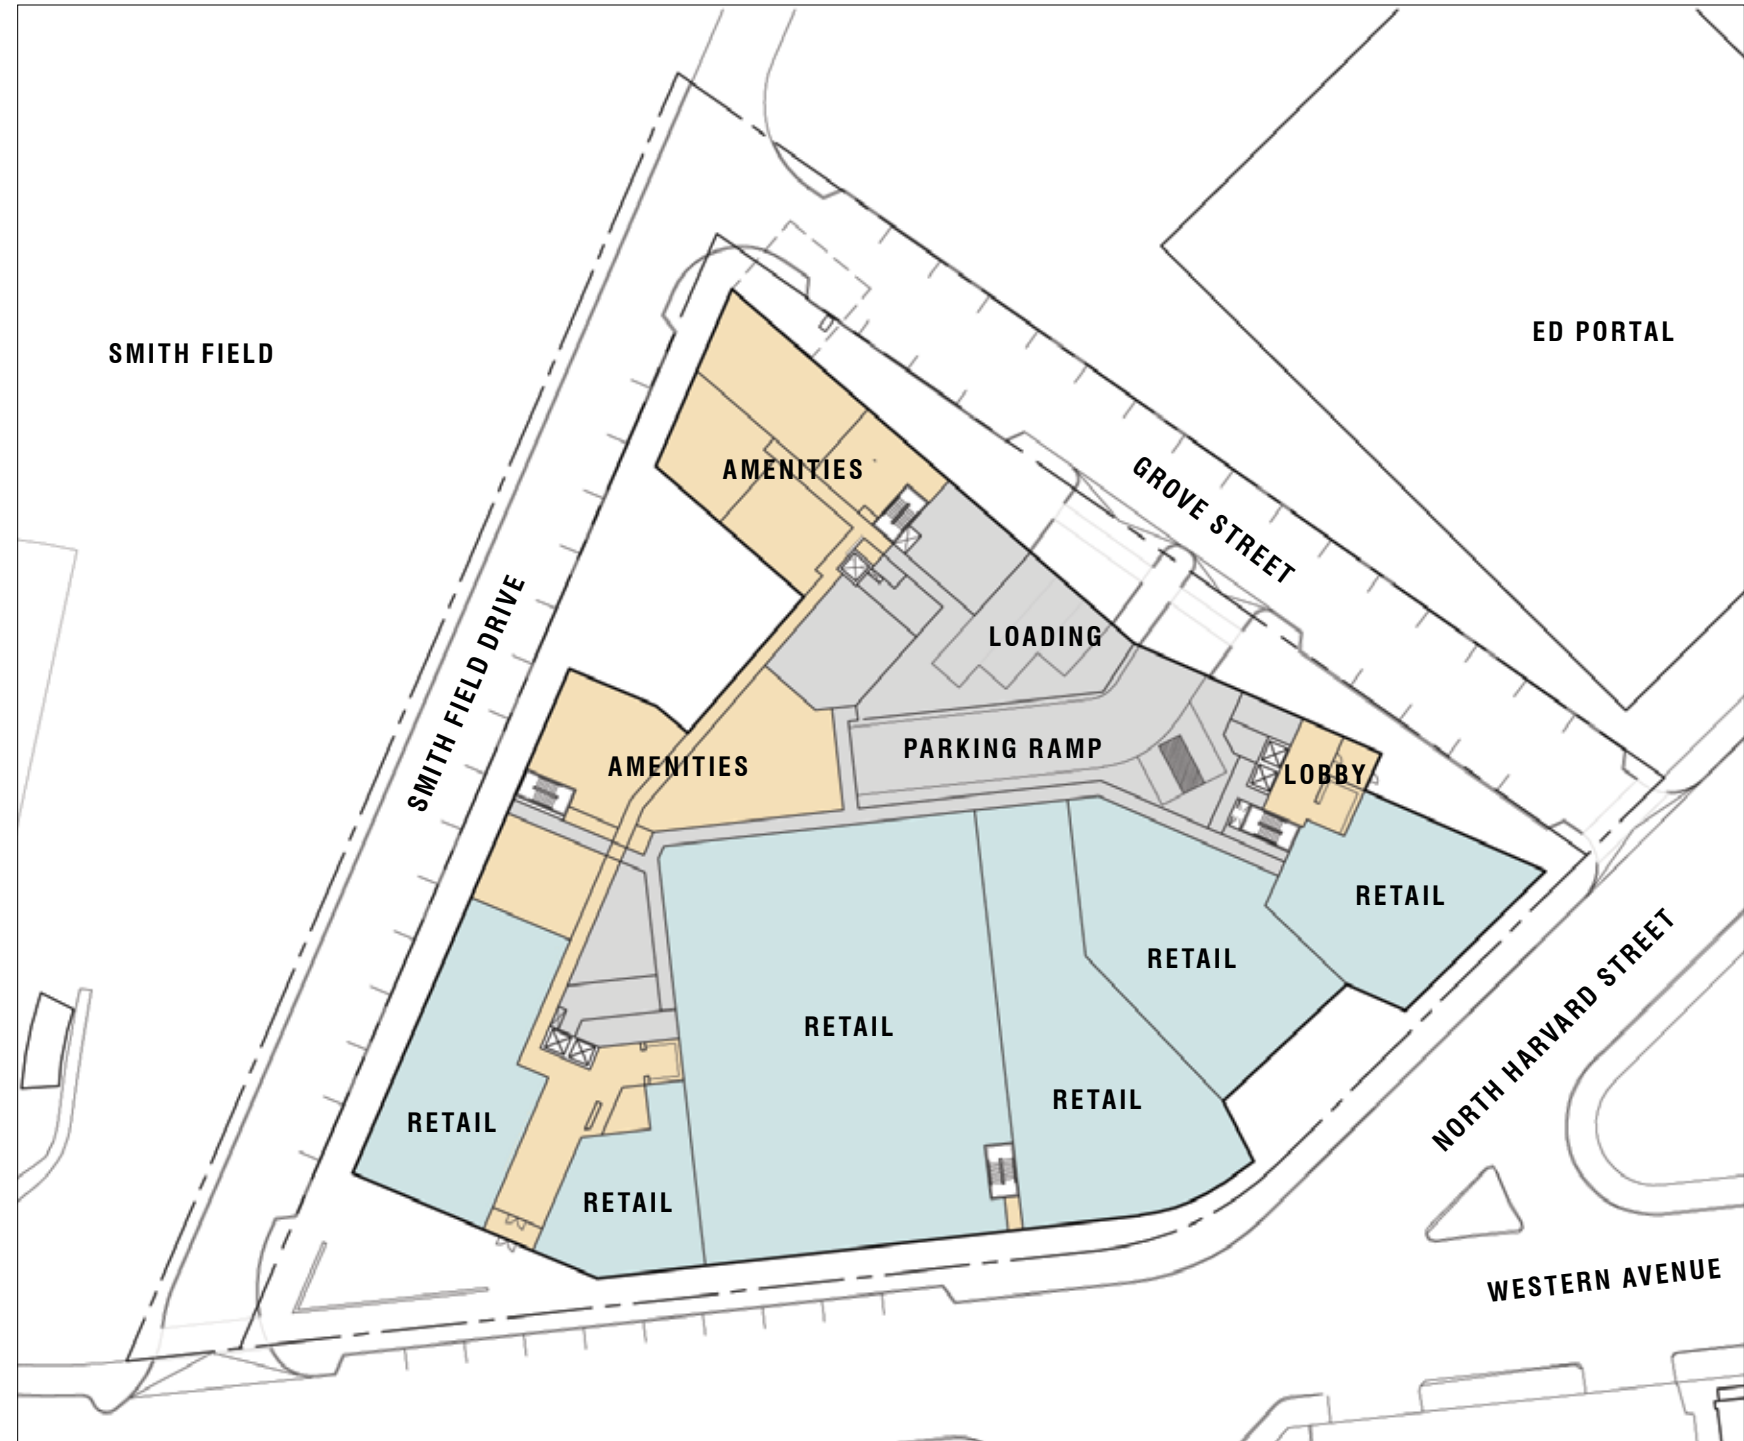 SMITH FIELD
ED PORTAL
AMENITIES
GROVE STREET
SMITH FIELD DRIVE
LOADING
PARKING RAMP
AMENITIES
LOBBY
RETAIL
RETAIL
RETAIL
RETAIL
RETAIL
RETAIL
NORTH HARVARD STREET
WESTERN AVENUE